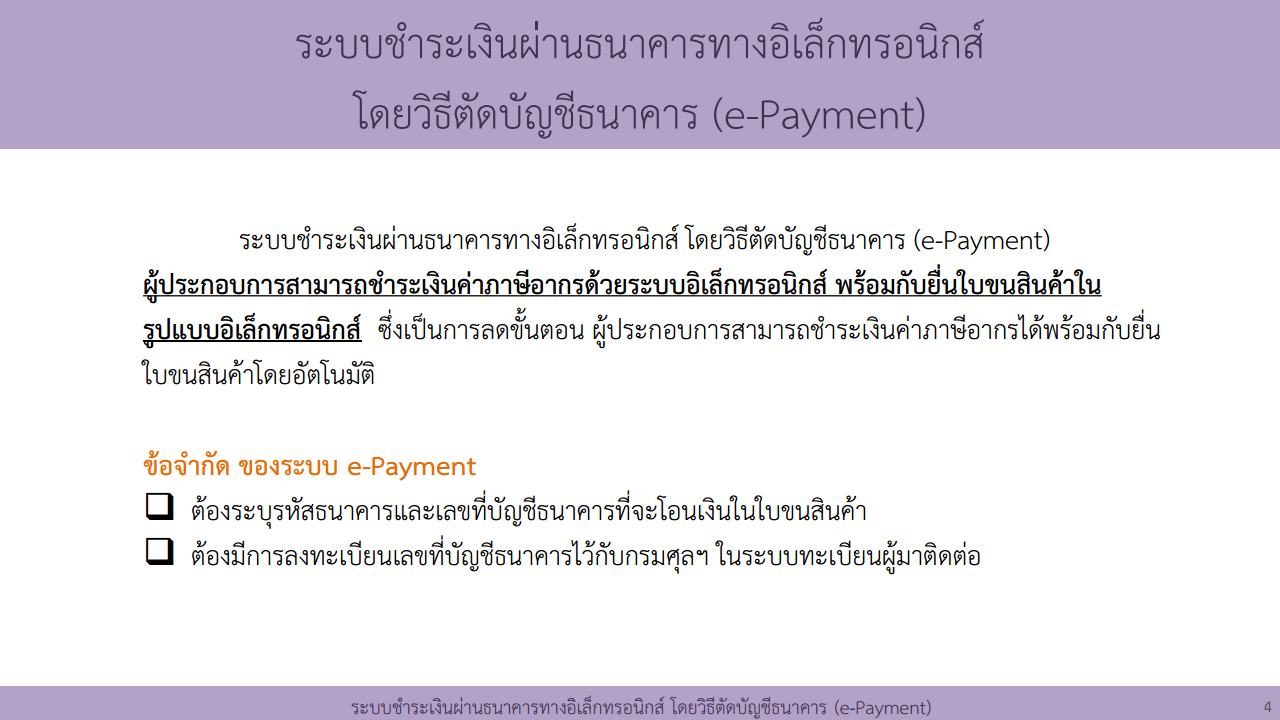 ระบบชำระเงินผ่านธนาคารทางอิเล็กทรอนิกส์
โดยวิธีตัดบัญชีธนาคาร (e-Payment)
ระบบชำระเงินผ่านธนาคารทางอิเล็กทรอนิกส์ โดยวิธีตัดบัญชีธนาคาร (e-Payment)
ผู้ประกอบการสามารถชำระเงินค่าภาษีอากรด้วยระบบอิเล็กทรอนิกส์ พร้อมกับยื่นใบขนสินค้าใน
รูปแบบอิเล็กทรอนิกส์ ซึ่งเป็นการลดขั้นตอน ผู้ประกอบการสามารถชำระเงินค่าภาษีอากรได้พร้อมกับยื่น
ใบขนสินค้าโดยอัตโนมัติ
ข้อจำกัด ของระบบ e-Payment
❑ ต้องระบุรหัสธนาคารและเลขที่บัญชีธนาคารที่จะโอนเงินในใบขนสินค้า
❑ ต้องมีการลงทะเบียนเลขที่บัญชีธนาคารไว้กับกรมศุลฯ ในระบบทะเบียนผู้มาติดต่อ
ระบบชำระเงินผ่านธนาคารทางอิเล็กทรอนิกส์ โดยวิธีตัดบัญชีธนาคาร (e-Payment)
4